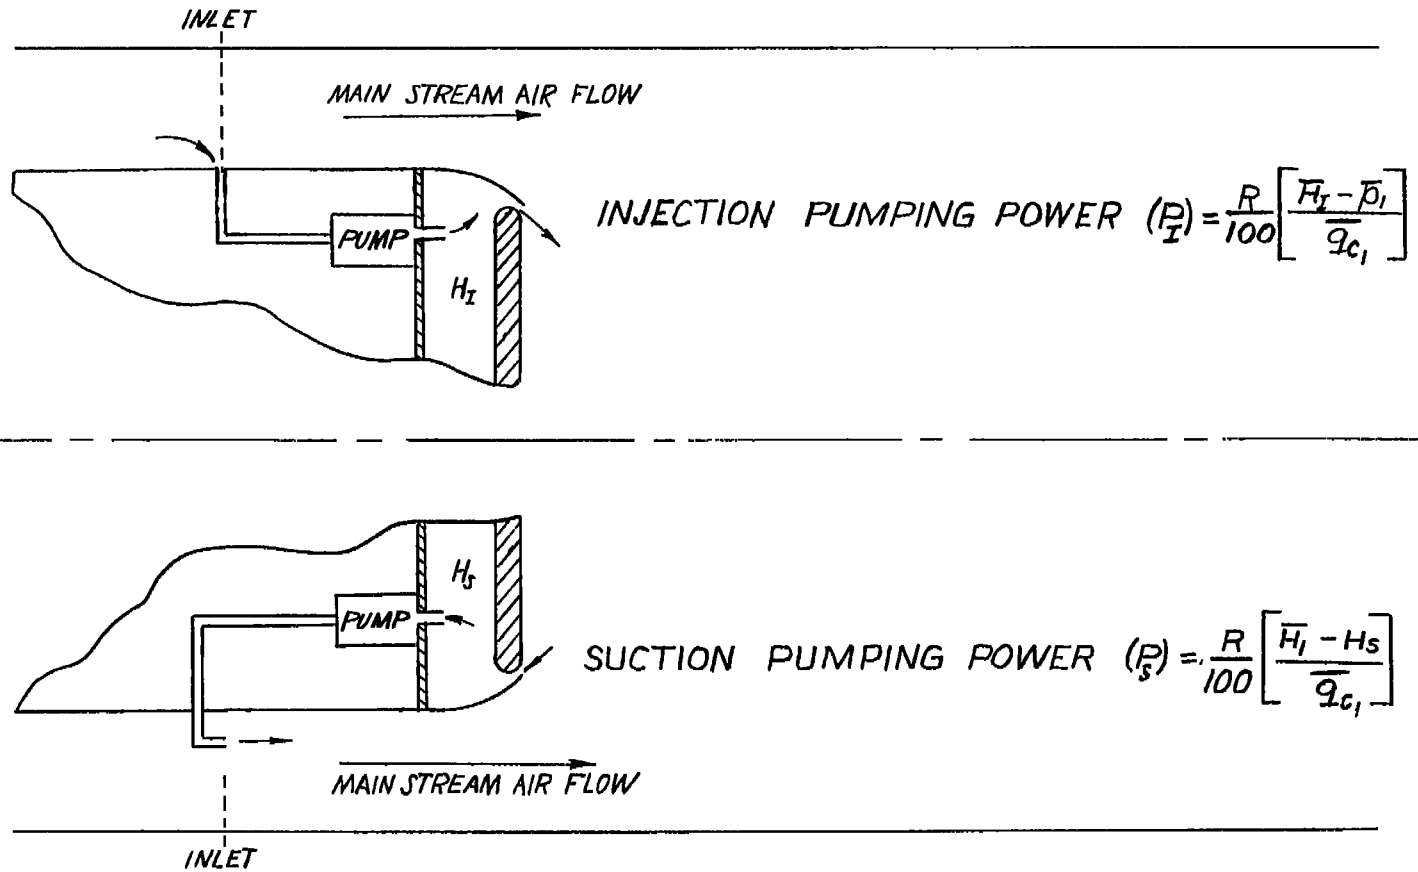 INLET
MAIN STREAM AIR FLOW
PUMP
H_I
INJECTION PUMPING POWER (P_I) = R/100 [ (H̅_I – p̅_1) / q̅_c1 ]
H_S
PUMP
SUCTION PUMPING POWER (P_S) = R/100 [ (H̅_1 – H_S) / q̅_c1 ]
MAIN STREAM AIR FLOW
INLET